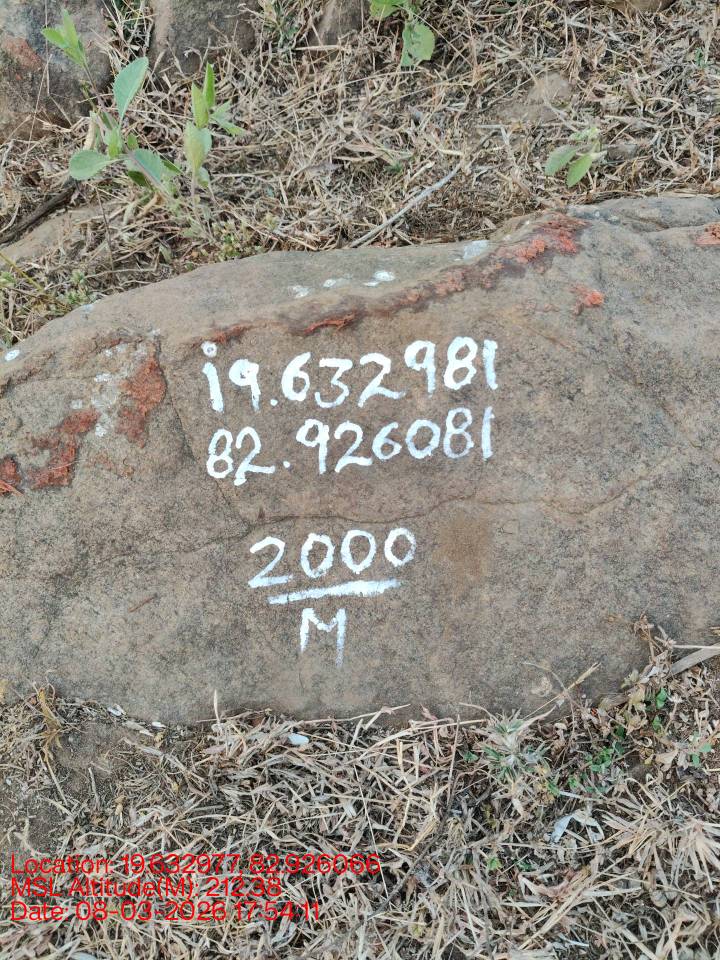 19.632981
82.926081
2000
M
Location: 19.632977 82.926066
MSL Altitude(M): 212.38
Date: 08-03-2026 17:54:11